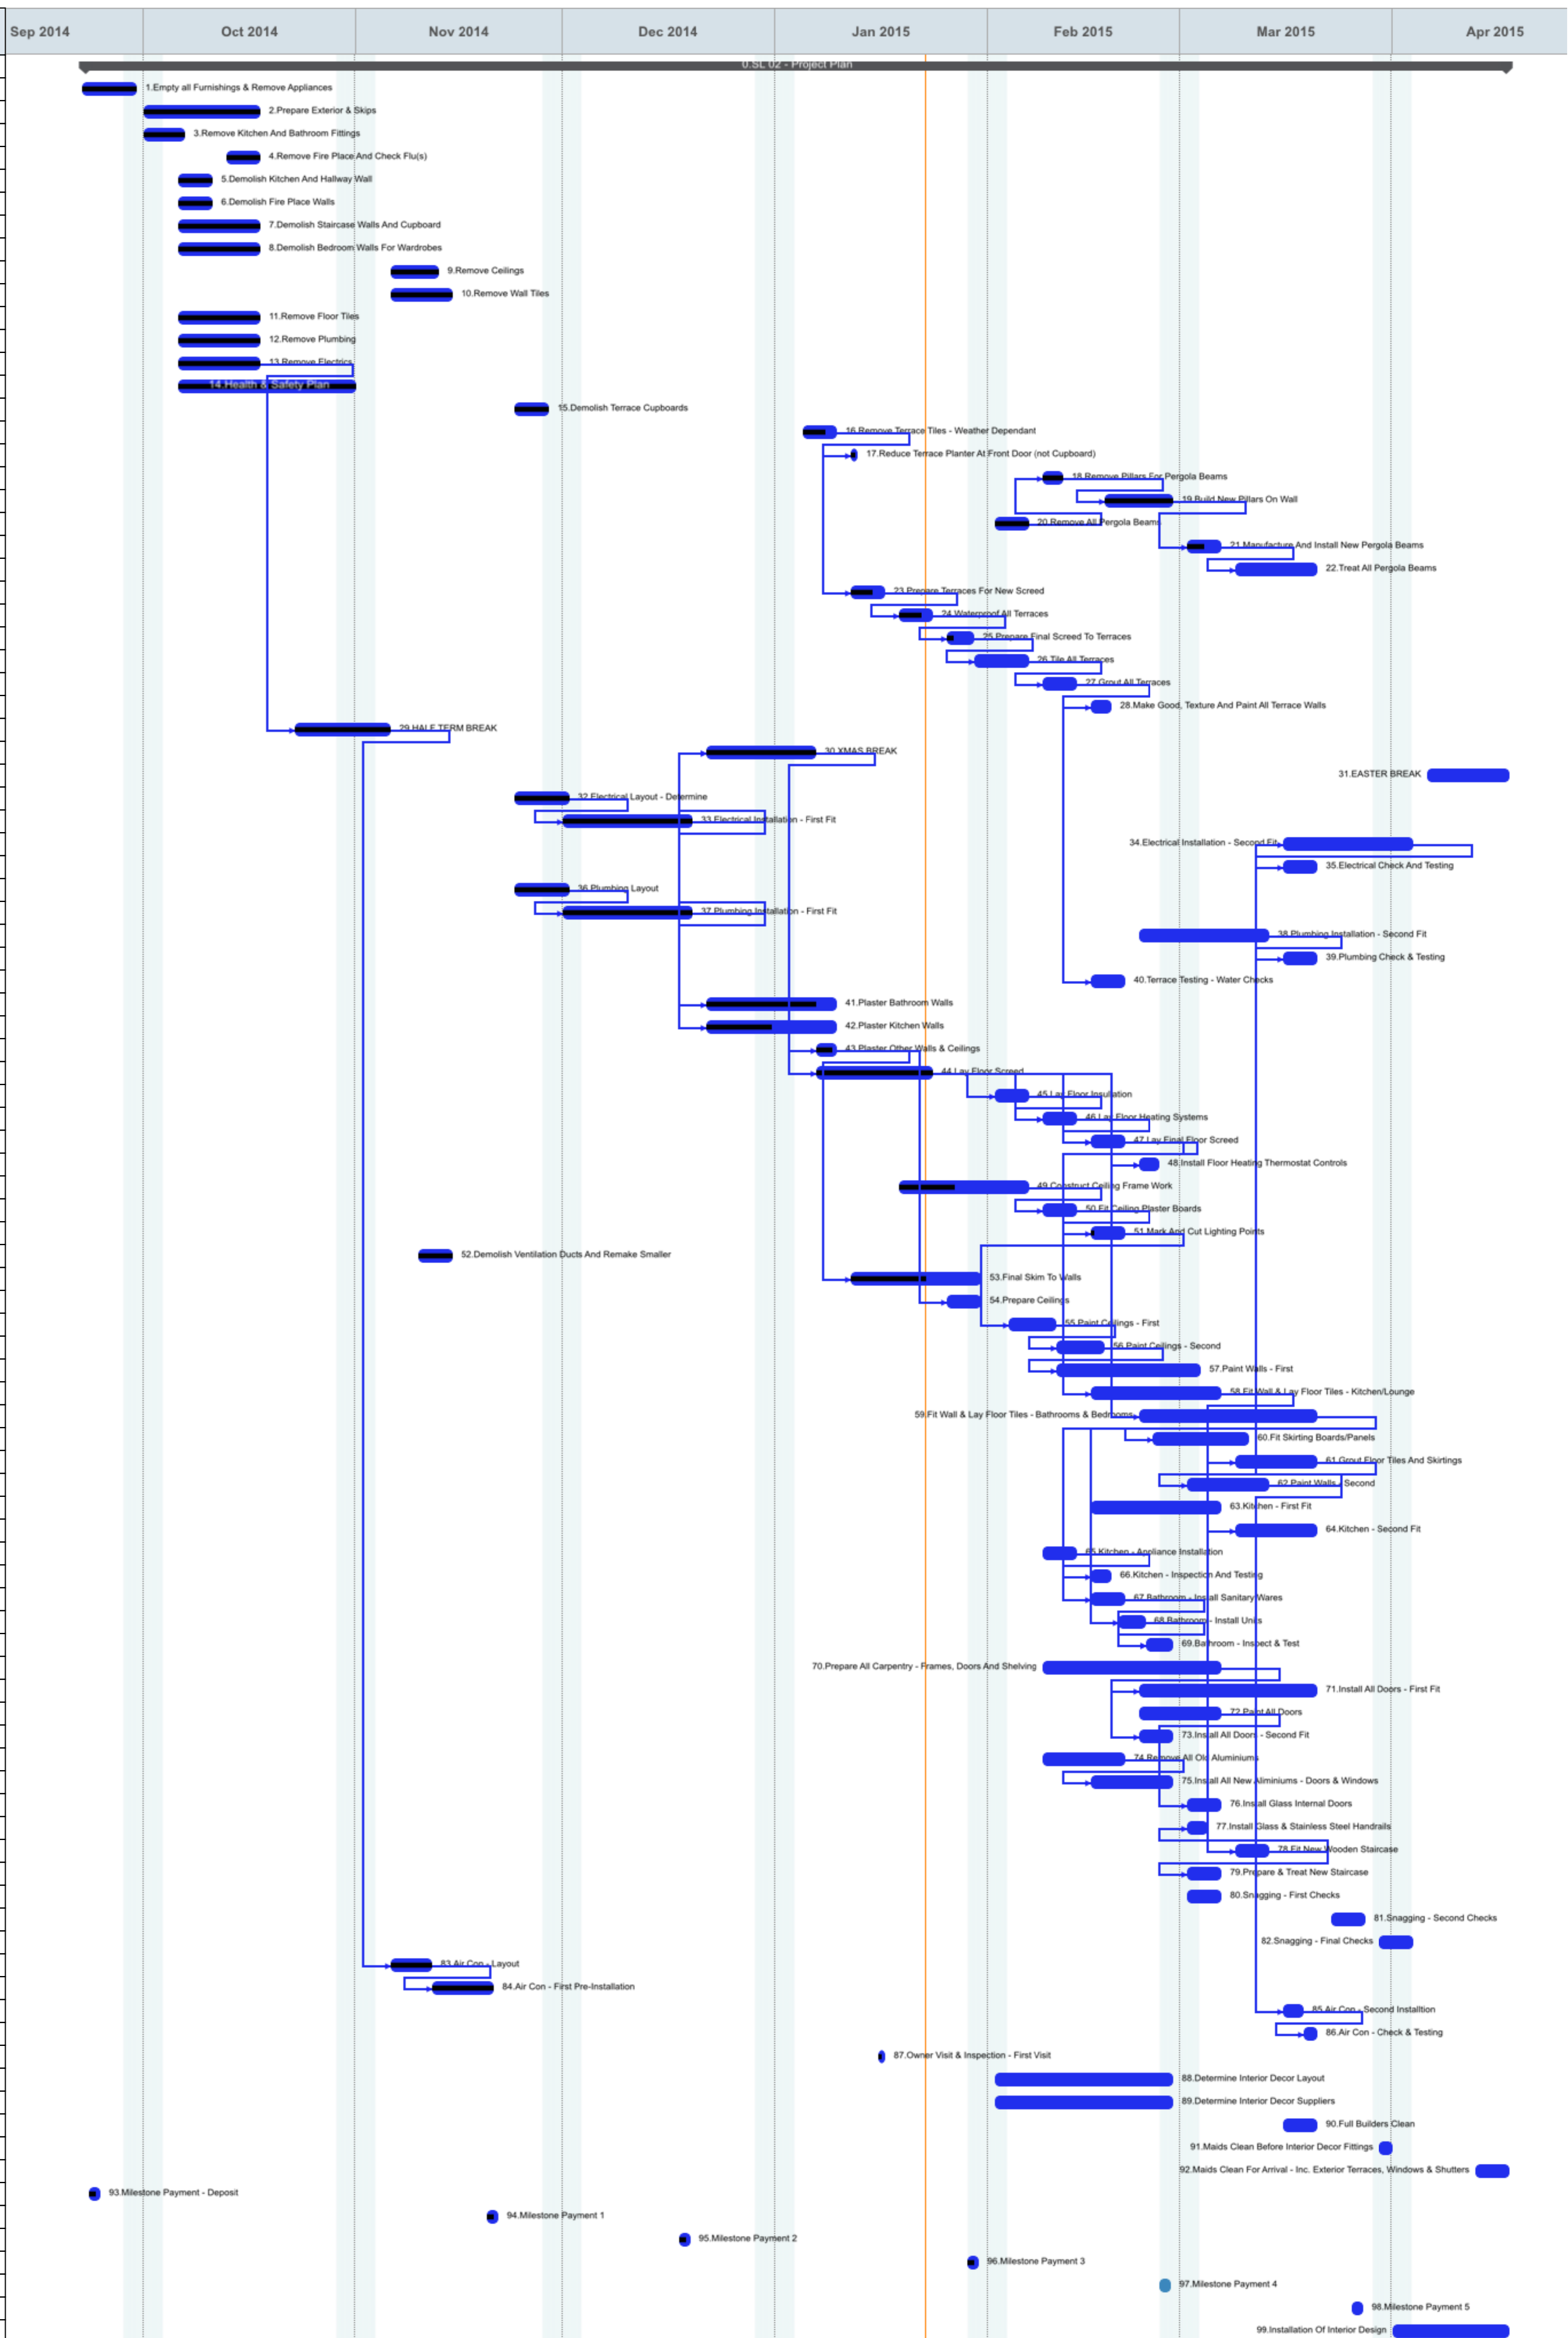 Sep 2014 Oct 2014 Nov 2014 Dec 2014 Jan 2015 Feb 2015 Mar 2015 Apr 2015
0.SL 02 - Project Plan
1.Empty all Furnishings & Remove Appliances
2.Prepare Exterior & Skips
3.Remove Kitchen And Bathroom Fittings
4.Remove Fire Place And Check Flu(s)
5.Demolish Kitchen And Hallway Wall
6.Demolish Fire Place Walls
7.Demolish Staircase Walls And Cupboard
8.Demolish Bedroom Walls For Wardrobes
9.Remove Ceilings
10.Remove Wall Tiles
11.Remove Floor Tiles
12.Remove Plumbing
13.Remove Electrics
14.Health & Safety Plan
15.Demolish Terrace Cupboards
16.Remove Terrace Tiles - Weather Dependant
17.Reduce Terrace Planter At Front Door (not Cupboard)
18.Remove Pillars For Pergola Beams
19.Build New Pillars On Wall
20.Remove All Pergola Beams
21.Manufacture And Install New Pergola Beams
22.Treat All Pergola Beams
23.Prepare Terraces For New Screed
24.Waterproof All Terraces
25.Prepare Final Screed To Terraces
26.Tile All Terraces
27.Grout All Terraces
28.Make Good, Texture And Paint All Terrace Walls
29.HALF TERM BREAK
30.XMAS BREAK
31.EASTER BREAK
32.Electrical Layout - Determine
33.Electrical Installation - First Fit
34.Electrical Installation - Second Fit
35.Electrical Check And Testing
36.Plumbing Layout
37.Plumbing Installation - First Fit
38.Plumbing Installation - Second Fit
39.Plumbing Check & Testing
40.Terrace Testing - Water Checks
41.Plaster Bathroom Walls
42.Plaster Kitchen Walls
43.Plaster Other Walls & Ceilings
44.Lay Floor Screed
45.Lay Floor Insulation
46.Lay Floor Heating Systems
47.Lay Final Floor Screed
48.Install Floor Heating Thermostat Controls
49.Construct Ceiling Frame Work
50.Fit Ceiling Plaster Boards
51.Mark And Cut Lighting Points
52.Demolish Ventilation Ducts And Remake Smaller
53.Final Skim To Walls
54.Prepare Ceilings
55.Paint Ceilings - First
56.Paint Ceilings - Second
57.Paint Walls - First
58.Fit Wall & Lay Floor Tiles - Kitchen/Lounge
59.Fit Wall & Lay Floor Tiles - Bathrooms & Bedrooms
60.Fit Skirting Boards/Panels
61.Grout Floor Tiles And Skirtings
62.Paint Walls - Second
63.Kitchen - First Fit
64.Kitchen - Second Fit
65.Kitchen - Appliance Installation
66.Kitchen - Inspection And Testing
67.Bathroom - Install Sanitary Wares
68.Bathroom - Install Units
69.Bathroom - Inspect & Test
70.Prepare All Carpentry - Frames, Doors And Shelving
71.Install All Doors - First Fit
72.Paint All Doors
73.Install All Doors - Second Fit
74.Remove All Old Aluminiums
75.Install All New Aliminiums - Doors & Windows
76.Install Glass Internal Doors
77.Install Glass & Stainless Steel Handrails
78.Fit New Wooden Staircase
79.Prepare & Treat New Staircase
80.Snagging - First Checks
81.Snagging - Second Checks
82.Snagging - Final Checks
83.Air Con - Layout
84.Air Con - First Pre-Installation
85.Air Con - Second Installtion
86.Air Con - Check & Testing
87.Owner Visit & Inspection - First Visit
88.Determine Interior Decor Layout
89.Determine Interior Decor Suppliers
90.Full Builders Clean
91.Maids Clean Before Interior Decor Fittings
92.Maids Clean For Arrival - Inc. Exterior Terraces, Windows & Shutters
93.Milestone Payment - Deposit
94.Milestone Payment 1
95.Milestone Payment 2
96.Milestone Payment 3
97.Milestone Payment 4
98.Milestone Payment 5
99.Installation Of Interior Design